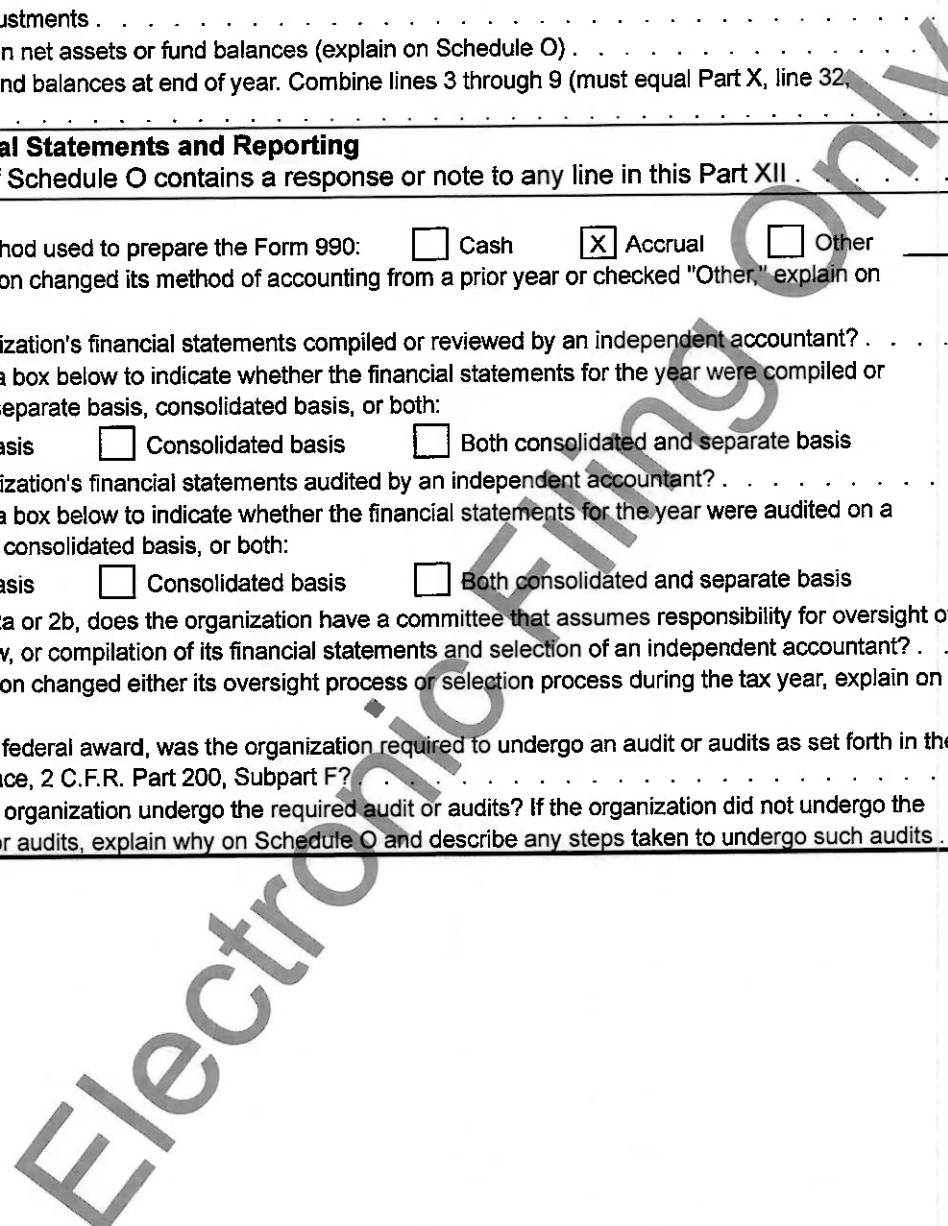 ustments . . . . . . . . . . . . . . . . . . . . . . . . . . . . . .
n net assets or fund balances (explain on Schedule O) . . . . . . . . . . . . .
nd balances at end of year. Combine lines 3 through 9 (must equal Part X, line 32,
. . . . . . . . . . . . . . . . . . . . . . . . . . . . . . . . . .
al Statements and Reporting
Schedule O contains a response or note to any line in this Part XII . . . . . .
hod used to prepare the Form 990: Cash X Accrual Other
on changed its method of accounting from a prior year or checked "Other," explain on
ization's financial statements compiled or reviewed by an independent accountant? . . . .
a box below to indicate whether the financial statements for the year were compiled or
separate basis, consolidated basis, or both:
asis Consolidated basis Both consolidated and separate basis
ization's financial statements audited by an independent accountant? . . . . . . . . .
a box below to indicate whether the financial statements for the year were audited on a
consolidated basis, or both:
asis Consolidated basis Both consolidated and separate basis
2a or 2b, does the organization have a committee that assumes responsibility for oversight o
w, or compilation of its financial statements and selection of an independent accountant? . .
on changed either its oversight process or selection process during the tax year, explain on
federal award, was the organization required to undergo an audit or audits as set forth in the
nce, 2 C.F.R. Part 200, Subpart F? . . . . . . . . . . . . . . . . . . . .
organization undergo the required audit or audits? If the organization did not undergo the
or audits, explain why on Schedule O and describe any steps taken to undergo such audits .
Electronic Filing Only